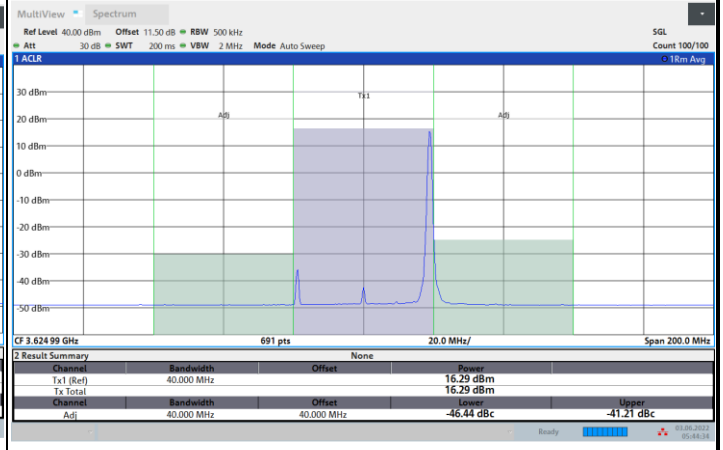 MultiView Spectrum
Ref Level 40.00 dBm Offset 11.50 dB RBW 500 kHz SGL
Att 30 dB SWT 200 ms VBW 2 MHz Mode Auto Sweep Count 100/100
1 ACLR 1Rm Avg
Tx1
Adj Adj
30 dBm
20 dBm
10 dBm
0 dBm
-10 dBm
-20 dBm
-30 dBm
-40 dBm
-50 dBm
CF 3.624 99 GHz 691 pts 20.0 MHz/ Span 200.0 MHz
2 Result Summary None
Channel Bandwidth Offset Power
Tx1 (Ref) 40.000 MHz 16.29 dBm
Tx Total 16.29 dBm
Channel Bandwidth Offset Lower Upper
Adj 40.000 MHz 40.000 MHz -46.44 dBc -41.21 dBc
Ready 03.06.2022
05:44:34